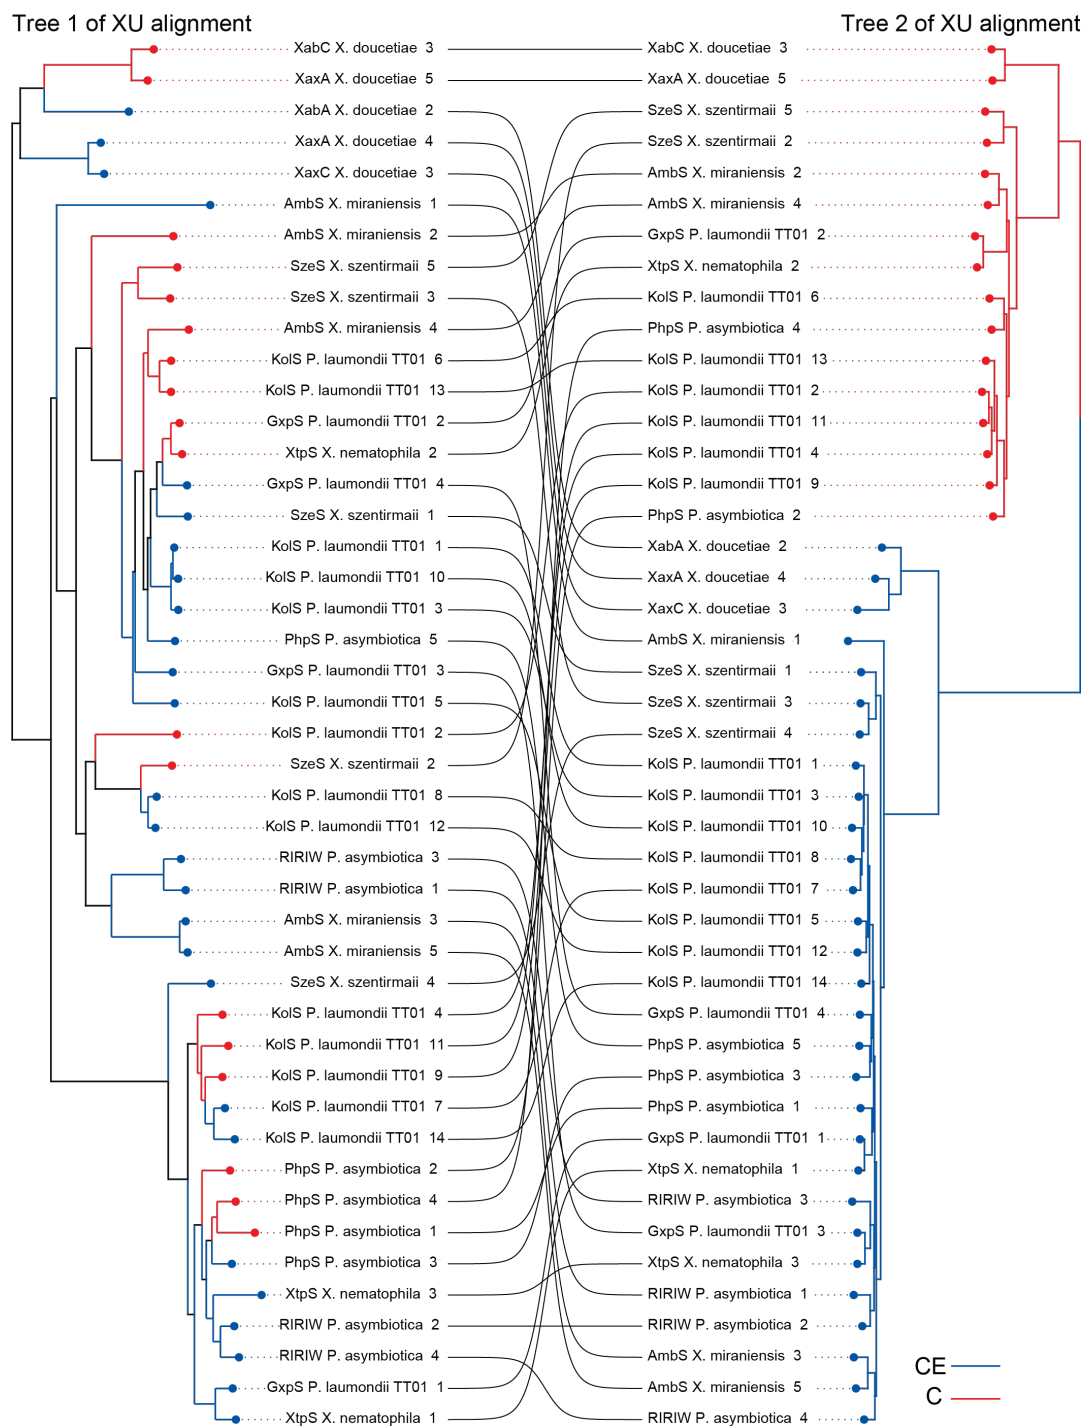 Tree 1 of XU alignment
Tree 2 of XU alignment
XabC X. doucetiae 3
XaxA X. doucetiae 5
XabA X. doucetiae 2
XaxA X. doucetiae 4
XaxC X. doucetiae 3
AmbS X. miraniensis 1
AmbS X. miraniensis 2
SzeS X. szentirmaii 5
SzeS X. szentirmaii 3
AmbS X. miraniensis 4
KolS P. laumondii TT01 6
KolS P. laumondii TT01 13
GxpS P. laumondii TT01 2
XtpS X. nematophila 2
GxpS P. laumondii TT01 4
SzeS X. szentirmaii 1
KolS P. laumondii TT01 1
KolS P. laumondii TT01 10
KolS P. laumondii TT01 3
PhpS P. asymbiotica 5
GxpS P. laumondii TT01 3
KolS P. laumondii TT01 5
KolS P. laumondii TT01 2
SzeS X. szentirmaii 2
KolS P. laumondii TT01 8
KolS P. laumondii TT01 12
RIRIW P. asymbiotica 3
RIRIW P. asymbiotica 1
AmbS X. miraniensis 3
AmbS X. miraniensis 5
SzeS X. szentirmaii 4
KolS P. laumondii TT01 4
KolS P. laumondii TT01 11
KolS P. laumondii TT01 9
KolS P. laumondii TT01 7
KolS P. laumondii TT01 14
PhpS P. asymbiotica 2
PhpS P. asymbiotica 4
PhpS P. asymbiotica 1
PhpS P. asymbiotica 3
XtpS X. nematophila 3
RIRIW P. asymbiotica 2
RIRIW P. asymbiotica 4
GxpS P. laumondii TT01 1
XtpS X. nematophila 1
XabC X. doucetiae 3
XaxA X. doucetiae 5
SzeS X. szentirmaii 5
SzeS X. szentirmaii 2
AmbS X. miraniensis 2
AmbS X. miraniensis 4
GxpS P. laumondii TT01 2
XtpS X. nematophila 2
KolS P. laumondii TT01 6
PhpS P. asymbiotica 4
KolS P. laumondii TT01 13
KolS P. laumondii TT01 2
KolS P. laumondii TT01 11
KolS P. laumondii TT01 4
KolS P. laumondii TT01 9
PhpS P. asymbiotica 2
XabA X. doucetiae 2
XaxA X. doucetiae 4
XaxC X. doucetiae 3
AmbS X. miraniensis 1
SzeS X. szentirmaii 1
SzeS X. szentirmaii 3
SzeS X. szentirmaii 4
KolS P. laumondii TT01 1
KolS P. laumondii TT01 3
KolS P. laumondii TT01 10
KolS P. laumondii TT01 8
KolS P. laumondii TT01 7
KolS P. laumondii TT01 5
KolS P. laumondii TT01 12
KolS P. laumondii TT01 14
GxpS P. laumondii TT01 4
PhpS P. asymbiotica 5
PhpS P. asymbiotica 3
PhpS P. asymbiotica 1
GxpS P. laumondii TT01 1
XtpS X. nematophila 1
RIRIW P. asymbiotica 3
GxpS P. laumondii TT01 3
XtpS X. nematophila 3
RIRIW P. asymbiotica 1
RIRIW P. asymbiotica 2
AmbS X. miraniensis 3
AmbS X. miraniensis 5
RIRIW P. asymbiotica 4
CE
C